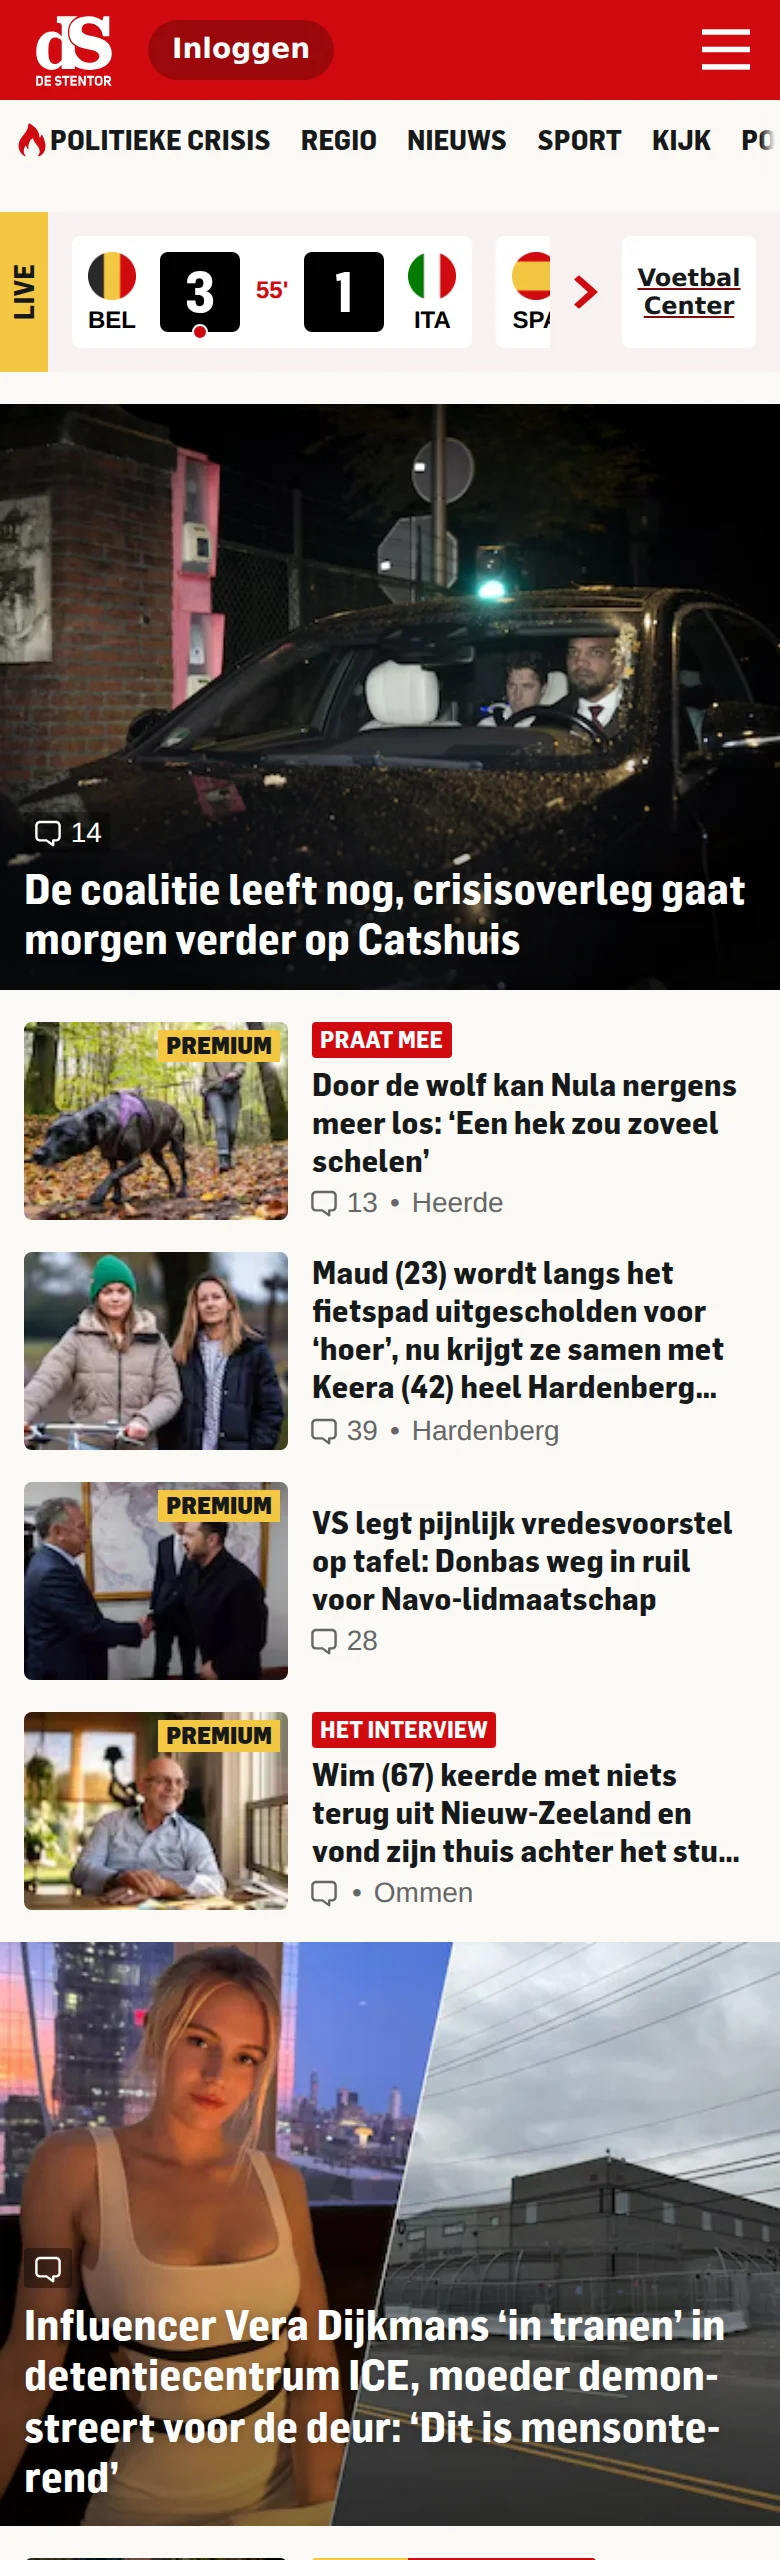 dS
DE STENTOR
Inloggen
POLITIEKE CRISIS REGIO NIEUWS SPORT KIJK PO
LIVE
BEL 3 55' 1 ITA
SPA
Voetbal
Center
14
De coalitie leeft nog, crisisoverleg gaat
morgen verder op Catshuis
PREMIUM
PRAAT MEE
Door de wolf kan Nula nergens
meer los: ‘Een hek zou zoveel
schelen’
13 • Heerde
Maud (23) wordt langs het
fietspad uitgescholden voor
‘hoer’, nu krijgt ze samen met
Keera (42) heel Hardenberg...
39 • Hardenberg
PREMIUM
VS legt pijnlijk vredesvoorstel
op tafel: Donbas weg in ruil
voor Navo-lidmaatschap
28
PREMIUM
HET INTERVIEW
Wim (67) keerde met niets
terug uit Nieuw-Zeeland en
vond zijn thuis achter het stu...
• Ommen
Influencer Vera Dijkmans ‘in tranen’ in
detentiecentrum ICE, moeder demon-
streert voor de deur: ‘Dit is mensonte-
rend’